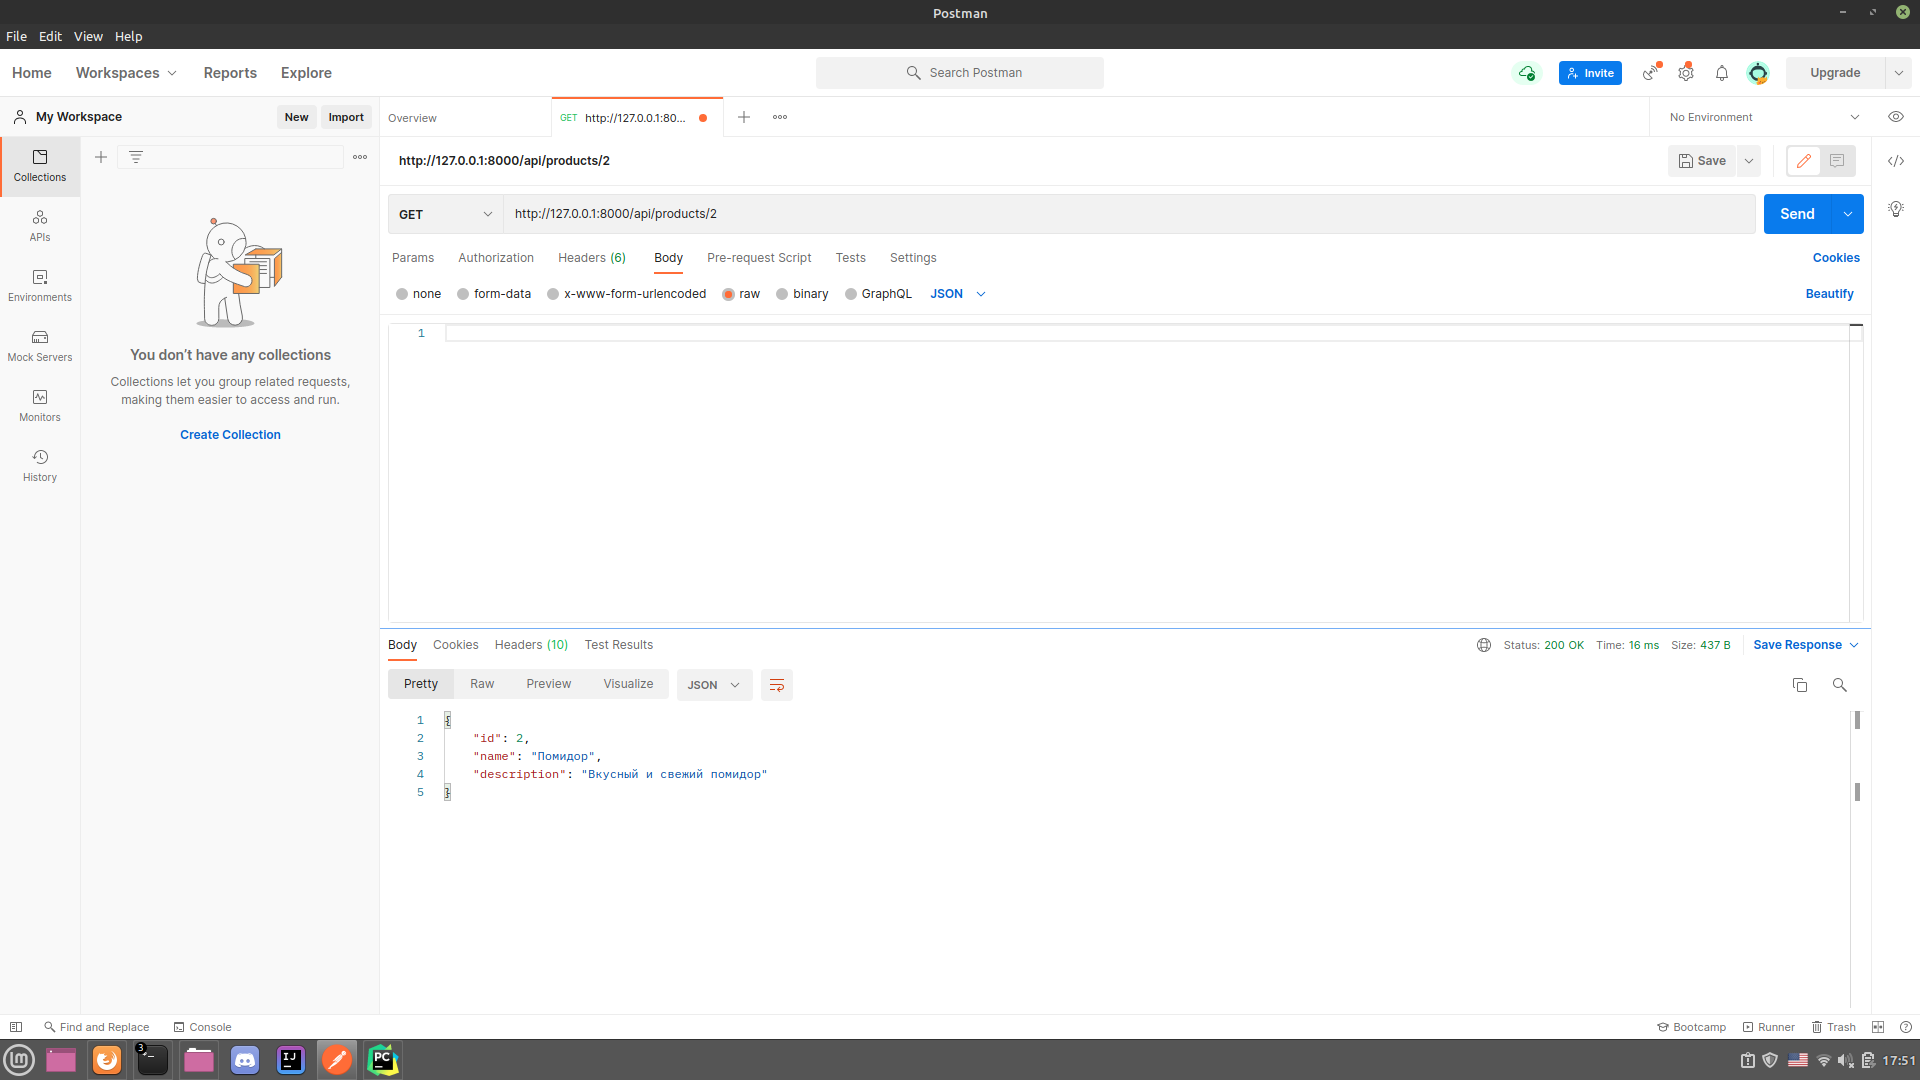 Postman
File Edit View Help
Home Workspaces Reports Explore Search Postman Invite Upgrade
My Workspace New Import Overview GET http://127.0.0.1:80... No Environment
Collections
APIs
Environments
Mock Servers
Monitors
History
You don’t have any collections
Collections let you group related requests,
making them easier to access and run.
Create Collection
http://127.0.0.1:8000/api/products/2 Save
GET http://127.0.0.1:8000/api/products/2 Send
Params Authorization Headers (6) Body Pre-request Script Tests Settings Cookies
none form-data x-www-form-urlencoded raw binary GraphQL JSON Beautify
1
Body Cookies Headers (10) Test Results Status: 200 OK Time: 16 ms Size: 437 B Save Response
Pretty Raw Preview Visualize JSON
1 {
2 "id": 2,
3 "name": "Помидор",
4 "description": "Вкусный и свежий помидор"
5 }
Find and Replace Console Bootcamp Runner Trash
3 IJ PC 17:51